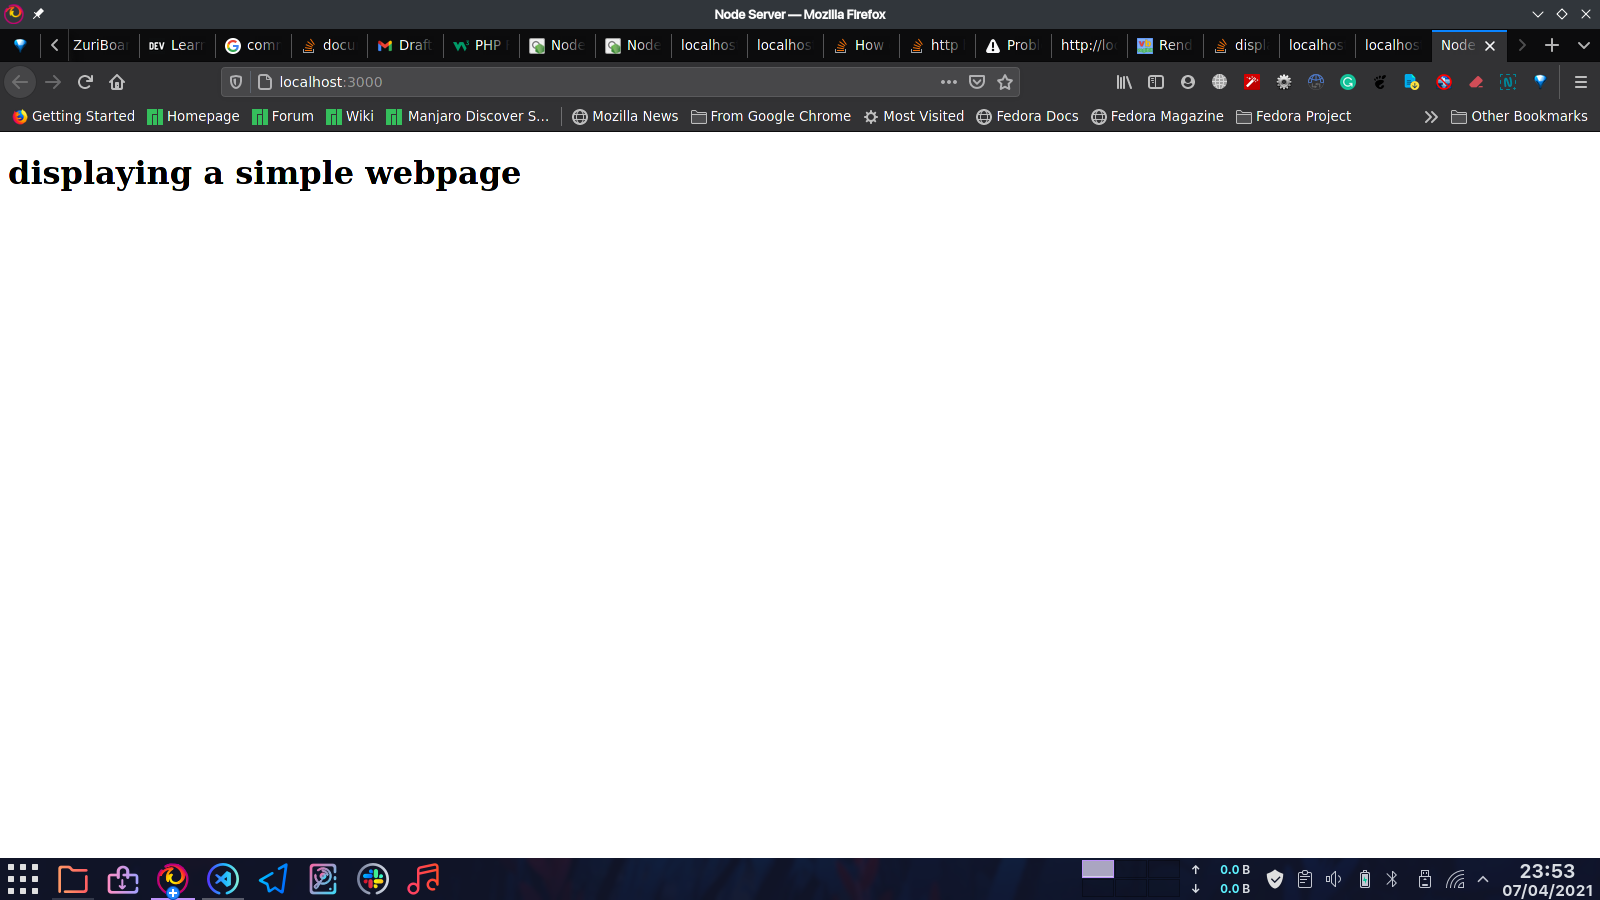 Node Server — Mozilla Firefox
ZuriBoa
DEV Lear
com
docu
Draft
PHP
Node
Node
localhos
localhos
How
http
Probl
http://lo
Rend
displ
localhos
localhos
Node
localhost:3000
Getting Started
Homepage
Forum
Wiki
Manjaro Discover S...
Mozilla News
From Google Chrome
Most Visited
Fedora Docs
Fedora Magazine
Fedora Project
Other Bookmarks
displaying a simple webpage
0.0 B
0.0 B
23:53
07/04/2021